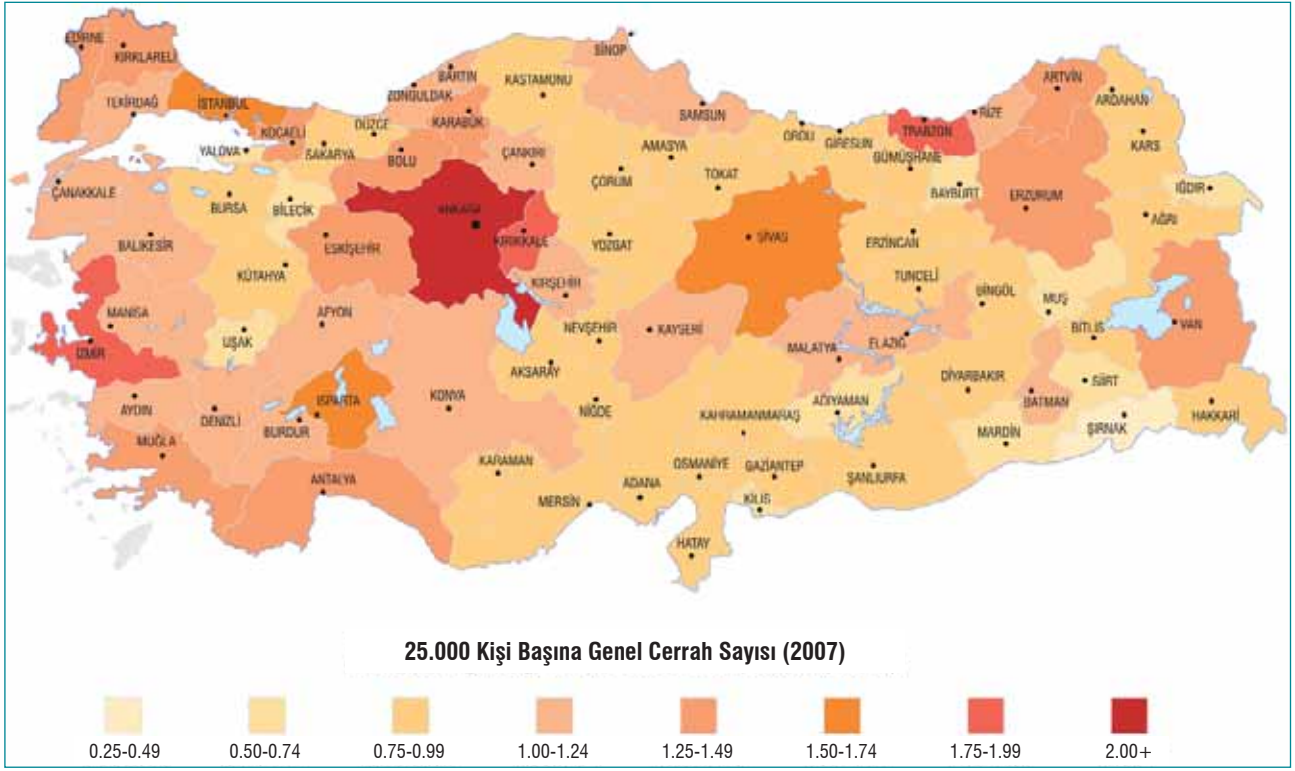 EDİRNE
KIRKLARELİ
TEKİRDAĞ
İSTANBUL
KOCAELİ
YALOVA
SAKARYA
DÜZCE
BOLU
ZONGULDAK
BARTIN
KARABÜK
KASTAMONU
SİNOP
SAMSUN
ÇANKIRI
ÇORUM
AMASYA
TOKAT
ORDU
GİRESUN
TRABZON
GÜMÜŞHANE
RİZE
ARTVİN
ARDAHAN
KARS
BAYBURT
ERZURUM
IĞDIR
AĞRI
ÇANAKKALE
BALIKESİR
BURSA
BİLECİK
ESKİŞEHİR
KÜTAHYA
ANKARA
KIRIKKALE
KIRŞEHİR
YOZGAT
SİVAS
ERZİNCAN
TUNCELİ
BİNGÖL
MUŞ
BİTLİS
VAN
MANİSA
İZMİR
UŞAK
AFYON
NEVŞEHİR
KAYSERİ
MALATYA
ELAZIĞ
AKSARAY
AYDIN
DENİZLİ
ISPARTA
BURDUR
KONYA
NİĞDE
KAHRAMANMARAŞ
ADIYAMAN
DİYARBAKIR
BATMAN
SİİRT
MARDİN
ŞIRNAK
HAKKARİ
MUĞLA
ANTALYA
KARAMAN
MERSİN
ADANA
OSMANİYE
GAZİANTEP
KİLİS
ŞANLIURFA
HATAY
25.000 Kişi Başına Genel Cerrah Sayısı (2007)
0.25-0.49 0.50-0.74 0.75-0.99 1.00-1.24 1.25-1.49 1.50-1.74 1.75-1.99 2.00+